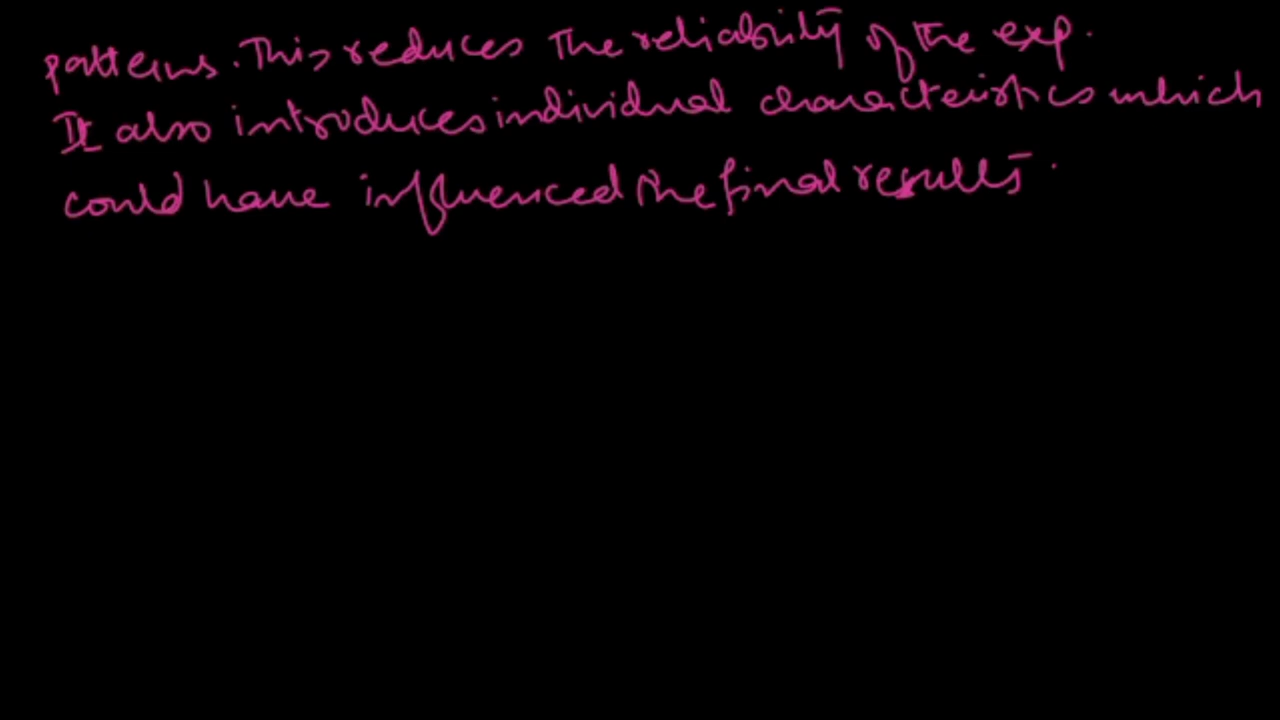 patterns. This reduces the reliability of the exp.
It also introduces individual characteristics which
could have influenced the final results.